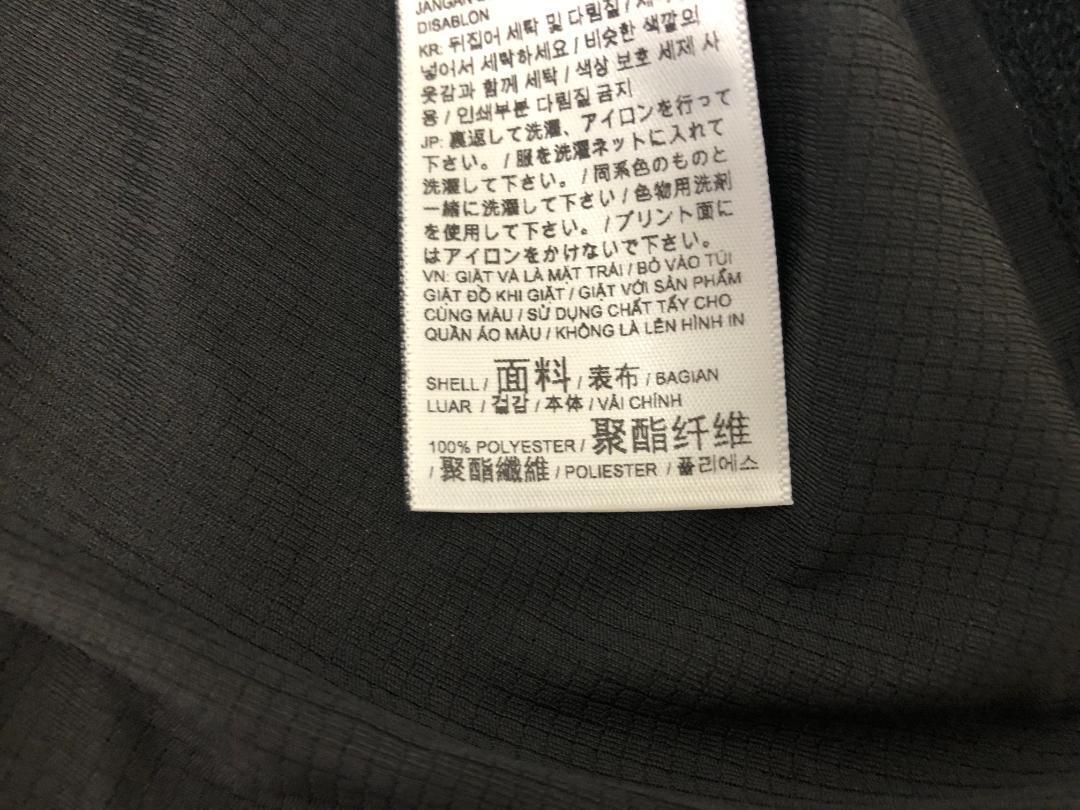 JANGAN
DISABLON
KR: 뒤집어 세탁 및 다림질 /
넣어서 세탁하세요 / 비슷한 색깔의
옷감과 함께 세탁 / 색상 보호 세제 사
용 / 인쇄부분 다림질 금지
JP: 裏返して洗濯、アイロンを行って
下さい。/ 服を洗濯ネットに入れて
洗濯して下さい。/ 同系色のものと
一緒に洗濯して下さい / 色物用洗剤
を使用して下さい。/ プリント面に
はアイロンをかけないで下さい。
VN: GIẶT VÀ LÀ MẶT TRÁI / BỎ VÀO TÚI
GIẶT ĐỒ KHI GIẶT / GIẶT VỚI SẢN PHẨM
CÙNG MÀU / SỬ DỤNG CHẤT TẨY CHO
QUẦN ÁO MÀU / KHÔNG LÀ LÊN HÌNH IN
SHELL / 面料 / 表布 / BAGIAN
LUAR / 겉감 / 本体 / VẢI CHÍNH
100% POLYESTER / 聚酯纤维
/ 聚酯纖維 / POLIESTER / 폴리에스